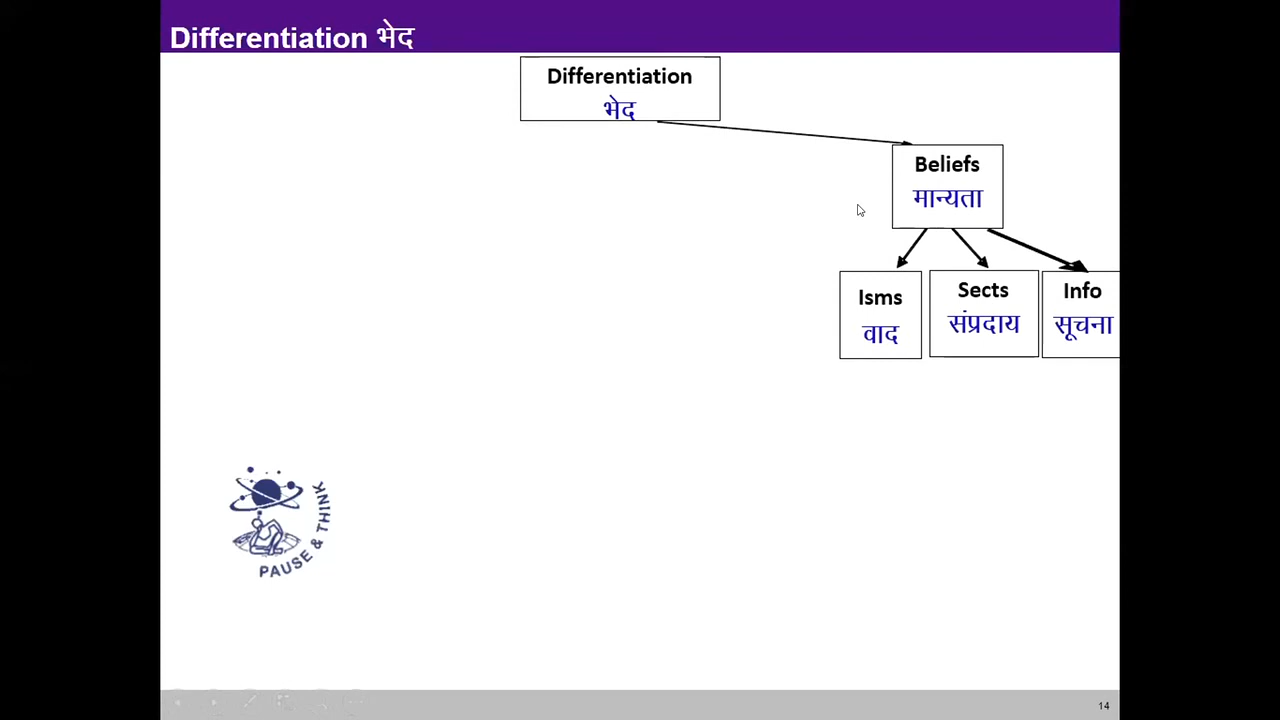 Differentiation भेद
Differentiation
भेद
Beliefs
मान्यता
Isms
वाद
Sects
संप्रदाय
Info
सूचना
PAUSE & THINK
14